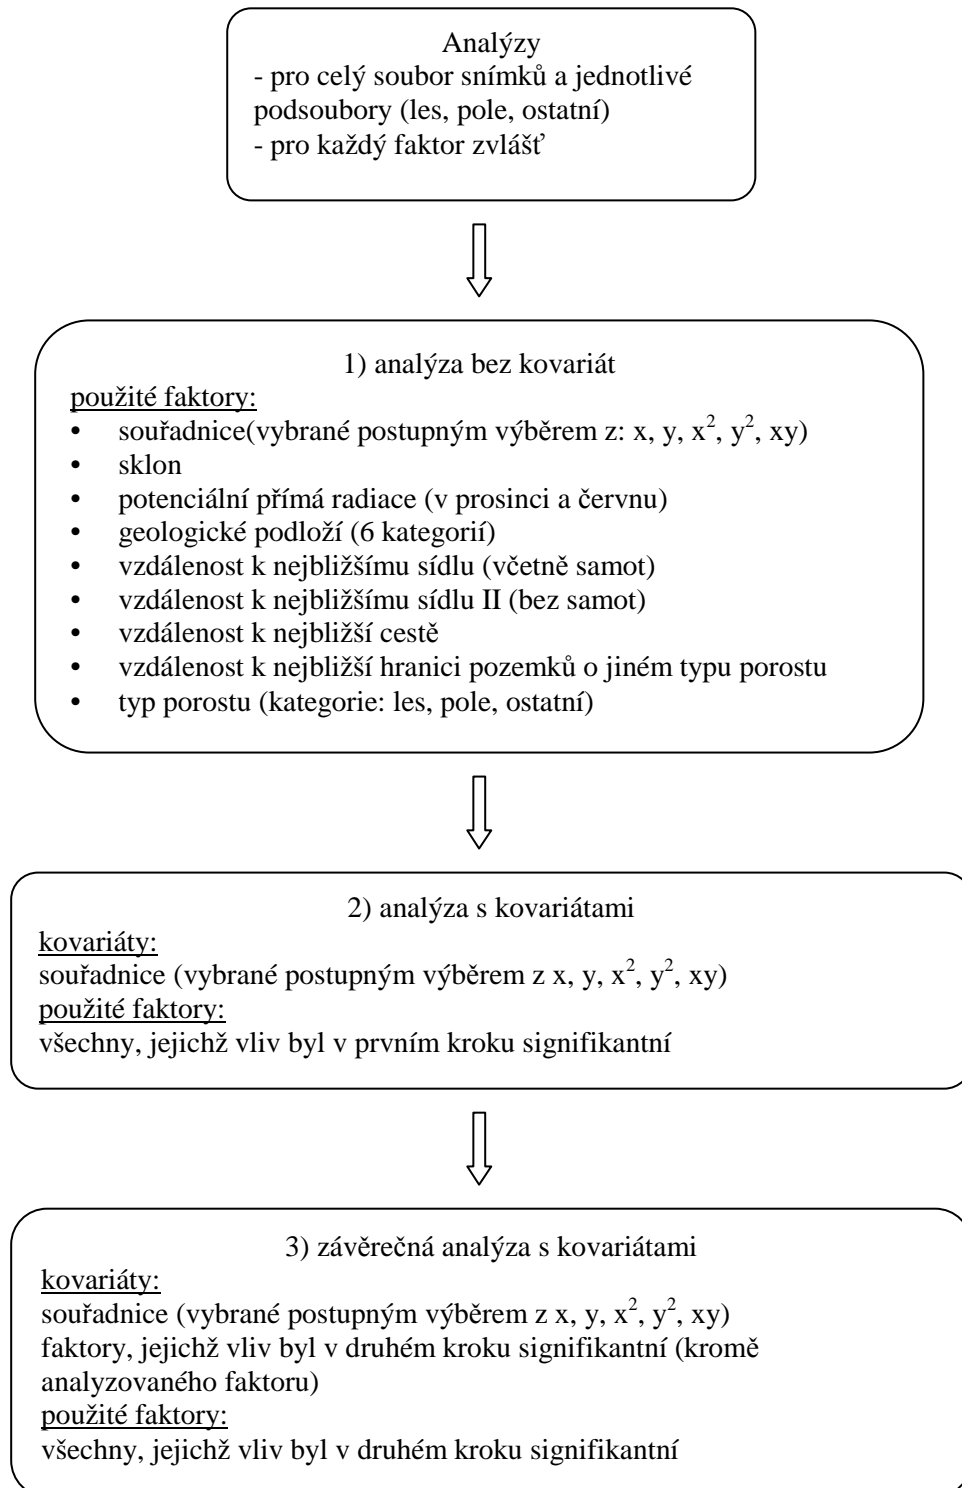 Analýzy
- pro celý soubor snímků a jednotlivé
podsoubory (les, pole, ostatní)
- pro každý faktor zvlášť
1) analýza bez kovariát
použité faktory:
• souřadnice(vybrané postupným výběrem z: x, y, x², y², xy)
• sklon
• potenciální přímá radiace (v prosinci a červnu)
• geologické podloží (6 kategorií)
• vzdálenost k nejbližšímu sídlu (včetně samot)
• vzdálenost k nejbližšímu sídlu II (bez samot)
• vzdálenost k nejbližší cestě
• vzdálenost k nejbližší hranici pozemků o jiném typu porostu
• typ porostu (kategorie: les, pole, ostatní)
2) analýza s kovariátami
kovariáty:
souřadnice (vybrané postupným výběrem z x, y, x², y², xy)
použité faktory:
všechny, jejichž vliv byl v prvním kroku signifikantní
3) závěrečná analýza s kovariátami
kovariáty:
souřadnice (vybrané postupným výběrem z x, y, x², y², xy)
faktory, jejichž vliv byl v druhém kroku signifikantní (kromě
analyzovaného faktoru)
použité faktory:
všechny, jejichž vliv byl v druhém kroku signifikantní